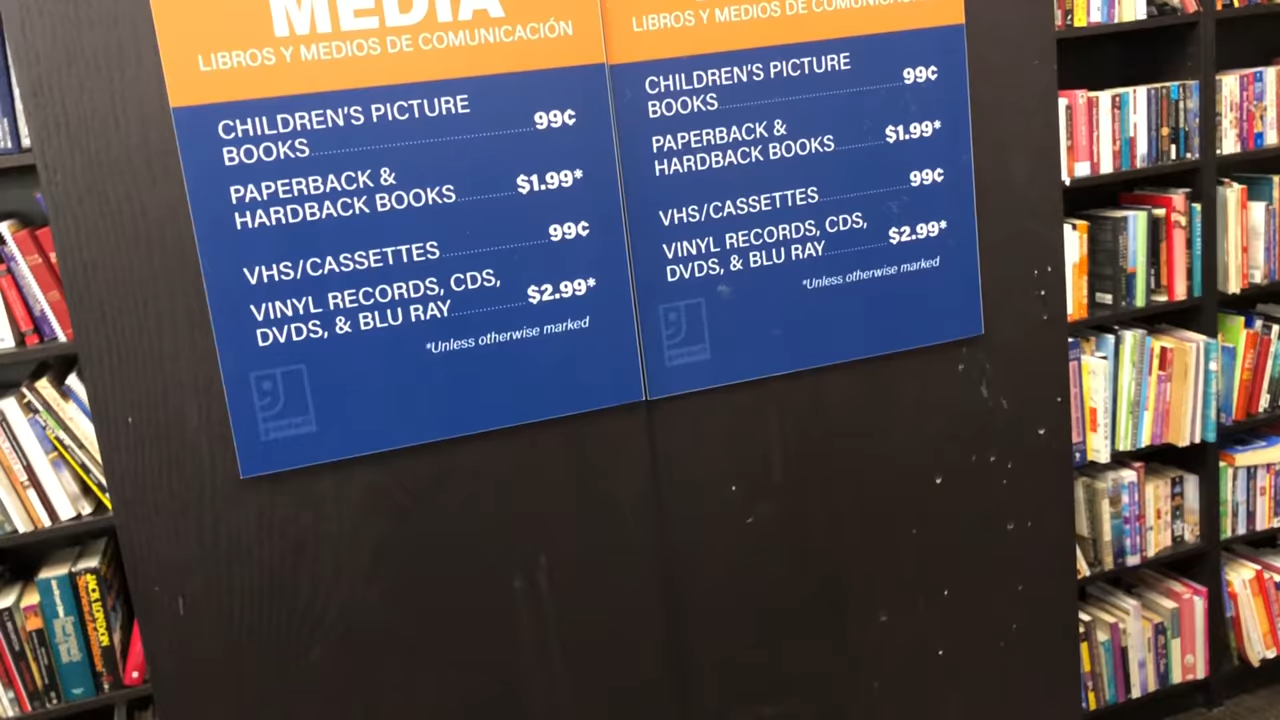 MEDIA
LIBROS Y MEDIOS DE COMUNICACIÓN
CHILDREN'S PICTURE
BOOKS 99¢
PAPERBACK &
HARDBACK BOOKS $1.99*
VHS/CASSETTES 99¢
VINYL RECORDS, CDS,
DVDS, & BLU RAY $2.99*
*Unless otherwise marked
LIBROS Y MEDIOS DE
CHILDREN'S PICTURE
BOOKS 99¢
PAPERBACK &
HARDBACK BOOKS $1.99*
VHS/CASSETTES 99¢
VINYL RECORDS, CDS,
DVDS, & BLU RAY $2.99*
*Unless otherwise marked
JACK LONDON